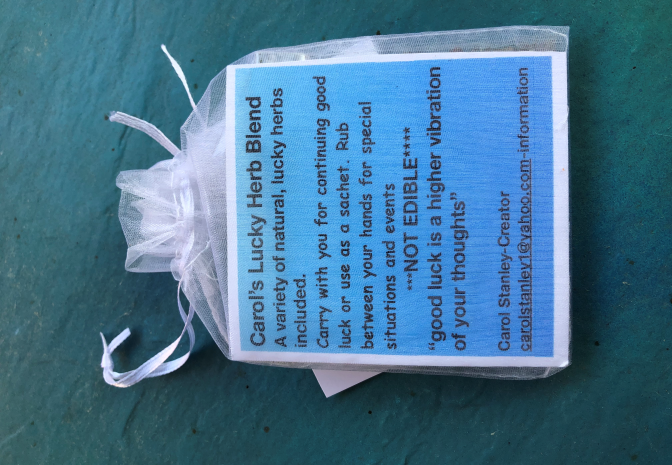 Carol's Lucky Herb Blend
A variety of natural, lucky herbs
included.
Carry with you for continuing good
luck or use as a sachet. Rub
between your hands for special
situations and events
***NOT EDIBLE****
"good luck is a higher vibration
of your thoughts"
Carol Stanley-Creator
carolstanley1@yahoo.com-information